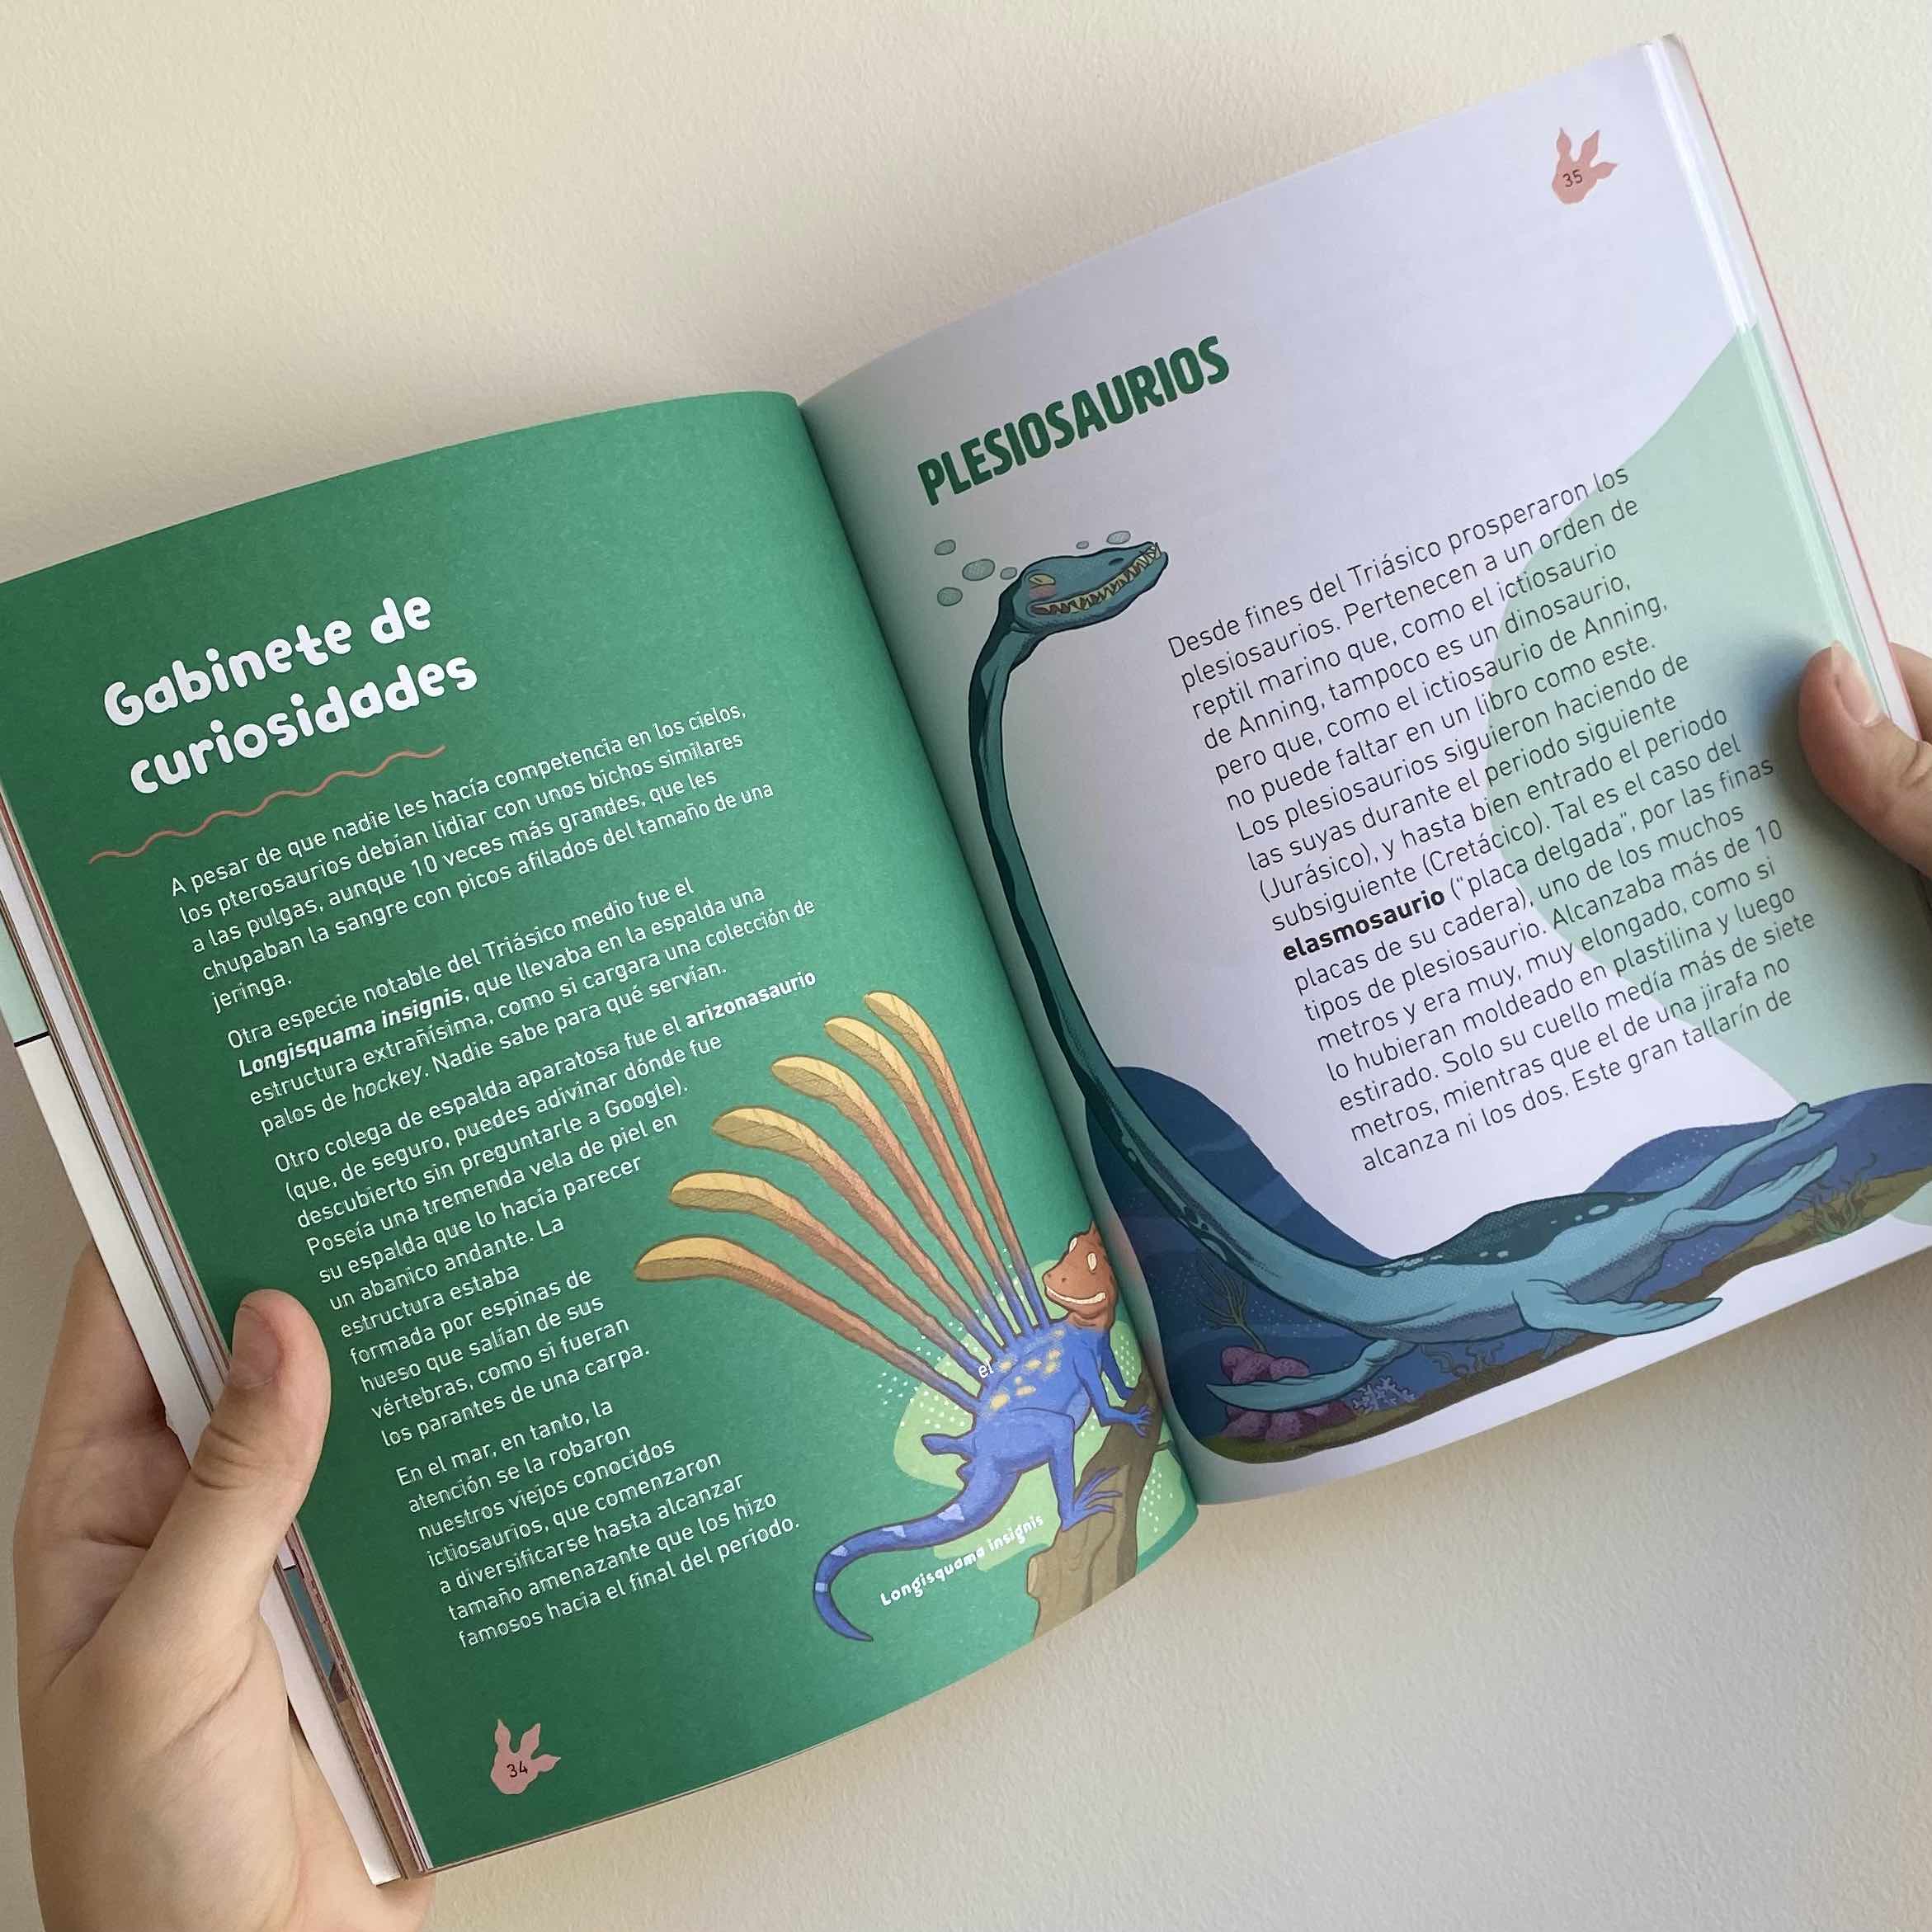 Gabinete de
curiosidades
A pesar de que nadie les hacía competencia en los cielos,
los pterosaurios debían lidiar con unos bichos similares
a las pulgas, aunque 10 veces más grandes, que les
chupaban la sangre con picos afilados del tamaño de una
jeringa.
Otra especie notable del Triásico medio fue el
Longisquama insignis, que llevaba en la espalda una
estructura extrañísima, como si cargara una colección de
palos de hockey. Nadie sabe para qué servían.
Otro colega de espalda aparatosa fue el arizonasaurio
(que, de seguro, puedes adivinar dónde fue
descubierto sin preguntarle a Google).
Poseía una tremenda vela de piel en
su espalda que lo hacía parecer
un abanico andante. La
estructura estaba
formada por espinas de
hueso que salían de sus
vértebras, como si fueran
los parantes de una carpa.
En el mar, en tanto, la
atención se la robaron
nuestros viejos conocidos
ictiosaurios, que comenzaron
a diversificarse hasta alcanzar
tamaño amenazante que los hizo
famosos hacia el final del período.
el
Longisquama insignis
34
35
PLESIOSAURIOS
Desde fines del Triásico prosperaron los
plesiosaurios. Pertenecen a un orden de
reptil marino que, como el ictiosaurio
de Anning, tampoco es un dinosaurio,
pero que, como el ictiosaurio de Anning,
no puede faltar en un libro como este.
Los plesiosaurios siguieron haciendo de
las suyas durante el periodo siguiente
(Jurásico), y hasta bien entrado el periodo
subsiguiente (Cretácico). Tal es el caso del
elasmosaurio ("placa delgada", por las finas
placas de su cadera), uno de los muchos
tipos de plesiosaurio. Alcanzaba más de 10
metros y era muy, muy elongado, como si
lo hubieran moldeado en plastilina y luego
estirado. Solo su cuello medía más de siete
metros, mientras que el de una jirafa no
alcanza ni los dos. Este gran tallarín de